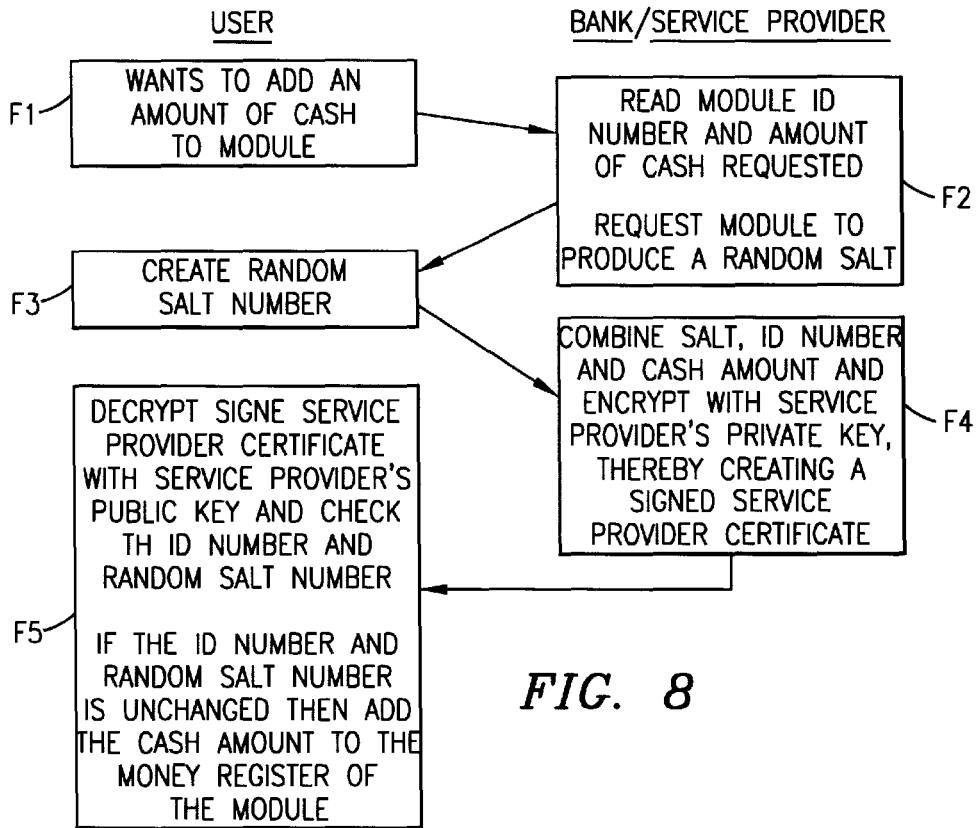 USER
BANK/SERVICE PROVIDER
F1
WANTS TO ADD AN
AMOUNT OF CASH
TO MODULE
READ MODULE ID
NUMBER AND AMOUNT
OF CASH REQUESTED
REQUEST MODULE TO
PRODUCE A RANDOM SALT
F2
F3
CREATE RANDOM
SALT NUMBER
COMBINE SALT, ID NUMBER
AND CASH AMOUNT AND
ENCRYPT WITH SERVICE
PROVIDER'S PRIVATE KEY,
THEREBY CREATING A
SIGNED SERVICE
PROVIDER CERTIFICATE
F4
F5
DECRYPT SIGNE SERVICE
PROVIDER CERTIFICATE
WITH SERVICE PROVIDER'S
PUBLIC KEY AND CHECK
TH ID NUMBER AND
RANDOM SALT NUMBER
IF THE ID NUMBER AND
RANDOM SALT NUMBER
IS UNCHANGED THEN ADD
THE CASH AMOUNT TO THE
MONEY REGISTER OF
THE MODULE
FIG. 8